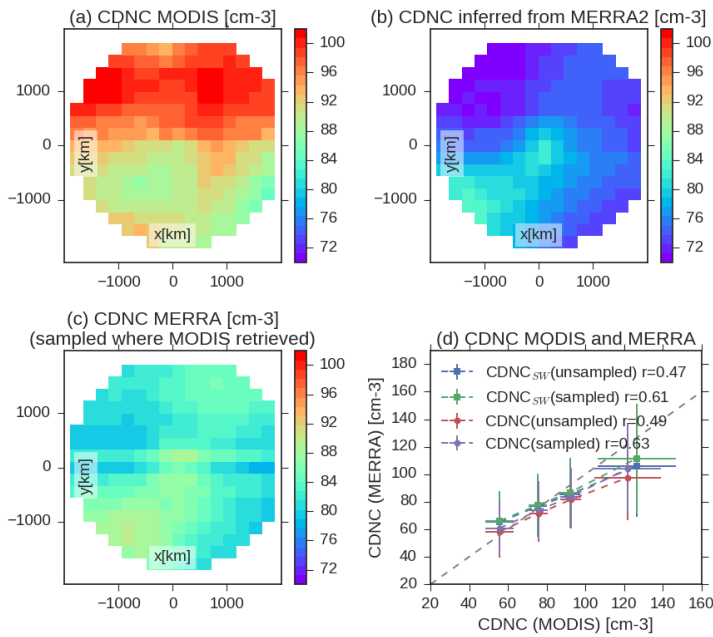 (a) CDNC MODIS [cm-3]
y[km]
x[km]
1000
0
−1000
−1000 0 1000
100
96
92
88
84
80
76
72
(b) CDNC inferred from MERRA2 [cm-3]
y[km]
x[km]
1000
0
−1000
−1000 0 1000
100
96
92
88
84
80
76
72
(c) CDNC MERRA [cm-3]
(sampled where MODIS retrieved)
y[km]
x[km]
1000
0
−1000
−1000 0 1000
100
96
92
88
84
80
76
72
(d) CDNC MODIS and MERRA
CDNC (MERRA) [cm-3]
180
160
140
120
100
80
60
40
20
CDNC_SW(unsampled) r=0.47
CDNC_SW(sampled) r=0.61
CDNC(unsampled) r=0.49
CDNC(sampled) r=0.63
20 40 60 80 100 120 140 160
CDNC (MODIS) [cm-3]